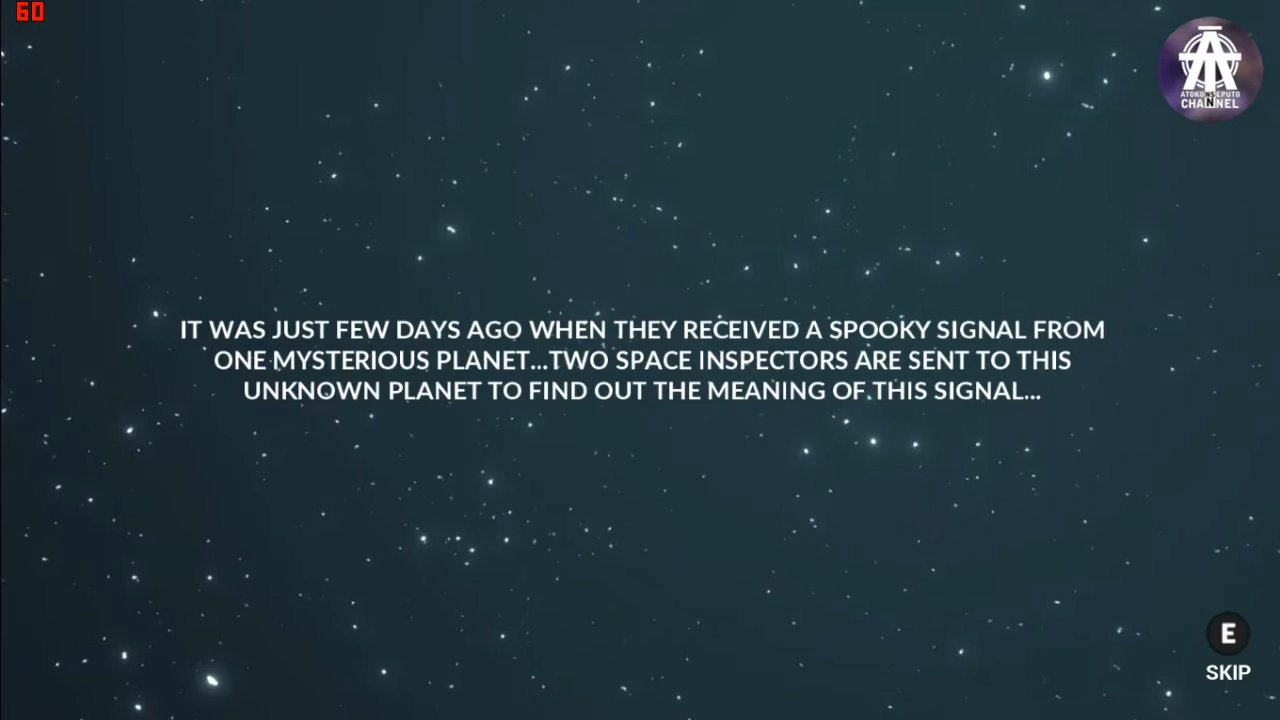 60
ATOKONSEPUTO
CHANNEL
IT WAS JUST FEW DAYS AGO WHEN THEY RECEIVED A SPOOKY SIGNAL FROM
ONE MYSTERIOUS PLANET...TWO SPACE INSPECTORS ARE SENT TO THIS
UNKNOWN PLANET TO FIND OUT THE MEANING OF THIS SIGNAL...
E
SKIP